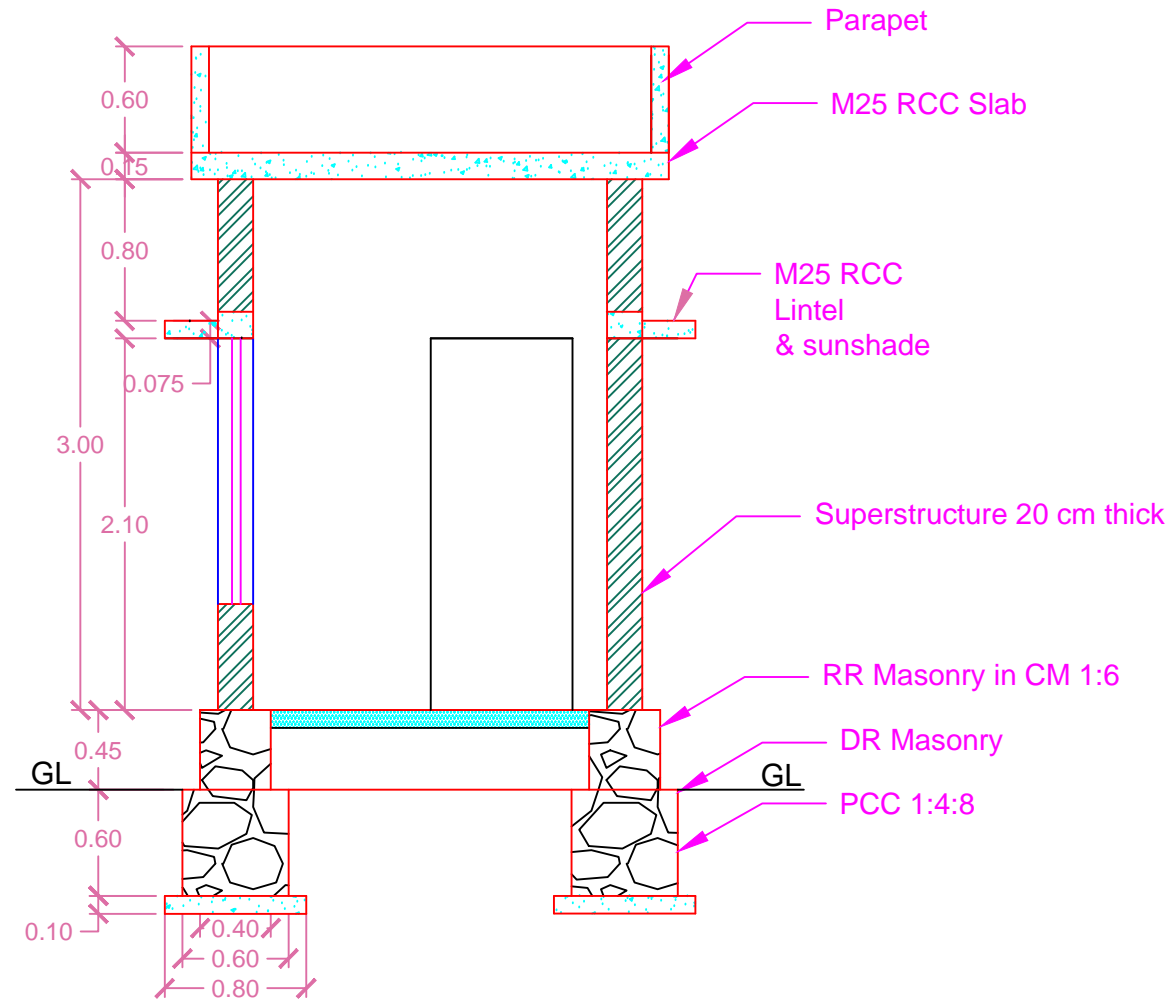 Parapet
0.60
M25 RCC Slab
0.15
0.80
M25 RCC
Lintel
& sunshade
0.075
3.00
2.10
Superstructure 20 cm thick
RR Masonry in CM 1:6
0.45
DR Masonry
GL
GL
PCC 1:4:8
0.60
0.10
0.40
0.60
0.80